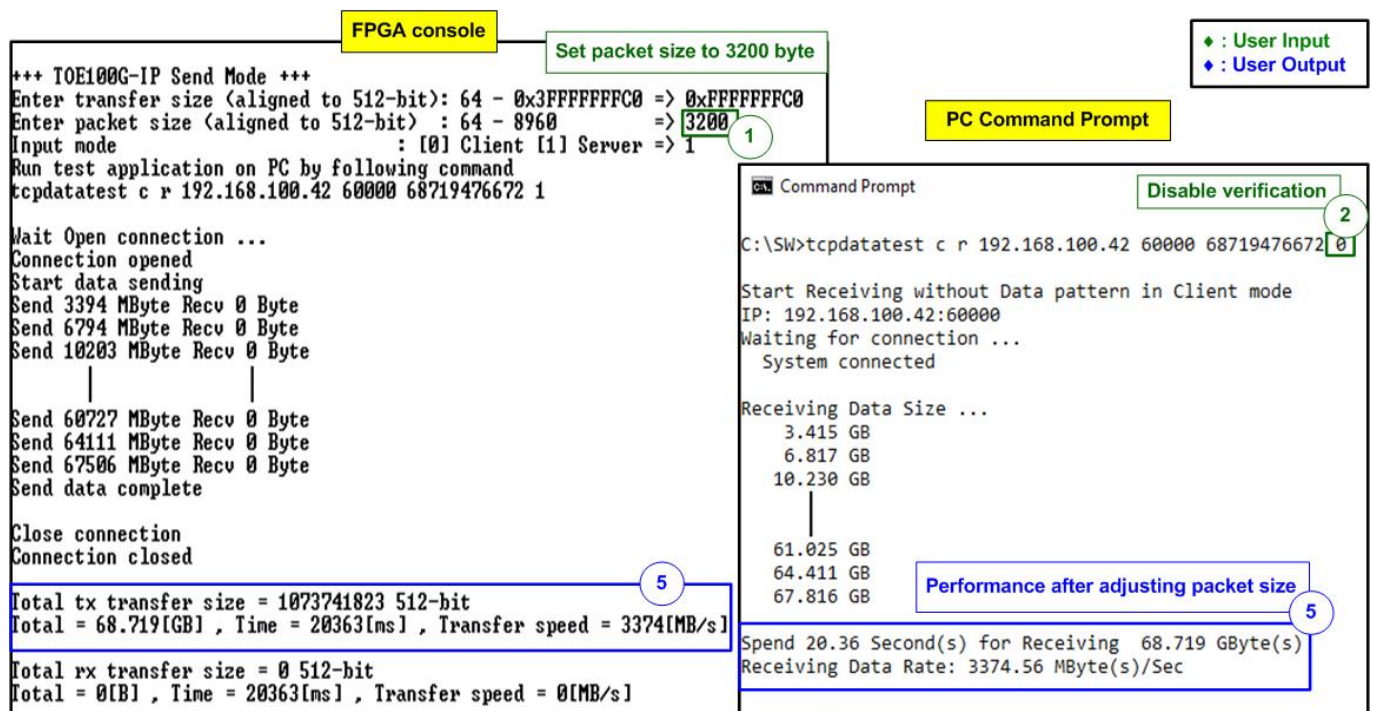 FPGA console
Set packet size to 3200 byte
♦ : User Input
♦ : User Output
+++ TOE100G-IP Send Mode +++
Enter transfer size (aligned to 512-bit): 64 - 0x3FFFFFFFC0 => 0xFFFFFFFC0
Enter packet size (aligned to 512-bit) : 64 - 8960 => 3200
1
Input mode : [0] Client [1] Server => 1
Run test application on PC by following command
tcpdatatest c r 192.168.100.42 60000 68719476672 1
Wait Open connection ...
Connection opened
Start data sending
Send 3394 MByte Recv 0 Byte
Send 6794 MByte Recv 0 Byte
Send 10203 MByte Recv 0 Byte
Send 60727 MByte Recv 0 Byte
Send 64111 MByte Recv 0 Byte
Send 67506 MByte Recv 0 Byte
Send data complete
Close connection
Connection closed
5
Total tx transfer size = 1073741823 512-bit
Total = 68.719[GB] , Time = 20363[ms] , Transfer speed = 3374[MB/s]
Total rx transfer size = 0 512-bit
Total = 0[B] , Time = 20363[ms] , Transfer speed = 0[MB/s]
PC Command Prompt
Command Prompt
Disable verification
2
C:\SW>tcpdatatest c r 192.168.100.42 60000 68719476672 0
Start Receiving without Data pattern in Client mode
IP: 192.168.100.42:60000
Waiting for connection ...
System connected
Receiving Data Size ...
3.415 GB
6.817 GB
10.230 GB
61.025 GB
64.411 GB
67.816 GB
Performance after adjusting packet size
5
Spend 20.36 Second(s) for Receiving 68.719 GByte(s)
Receiving Data Rate: 3374.56 MByte(s)/Sec